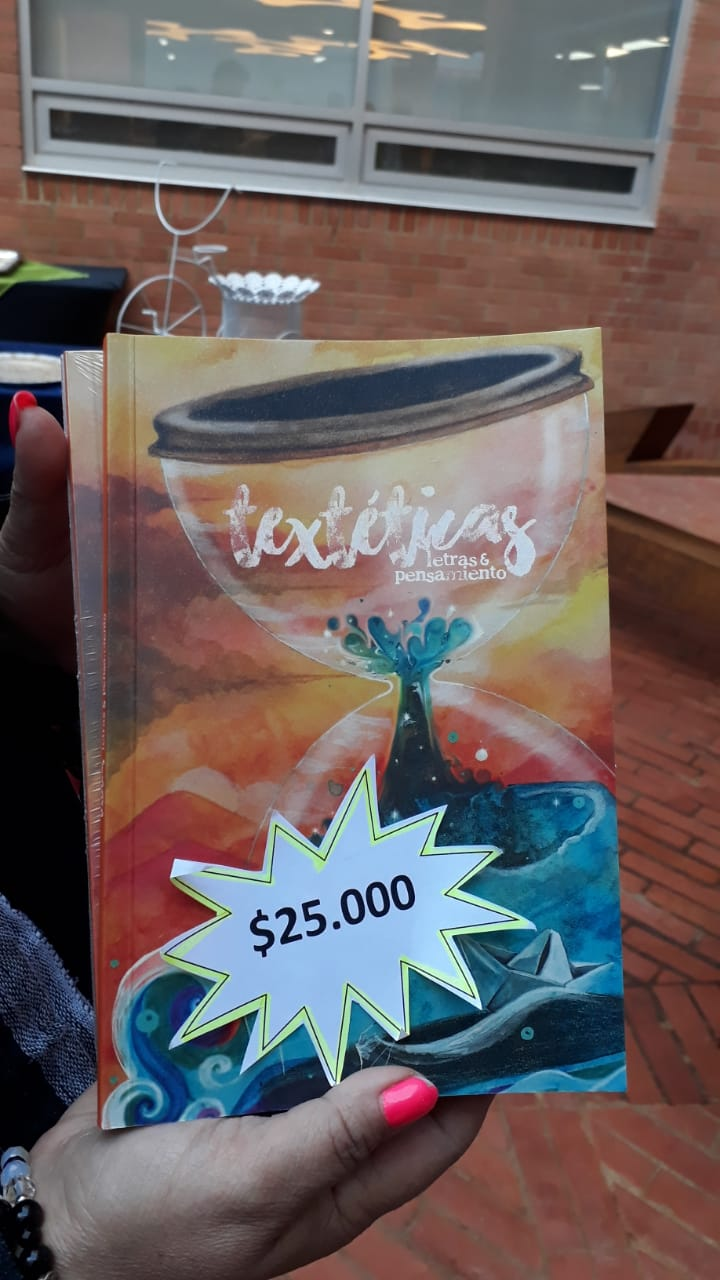 textéticas
letras &
pensamiento
$25.000